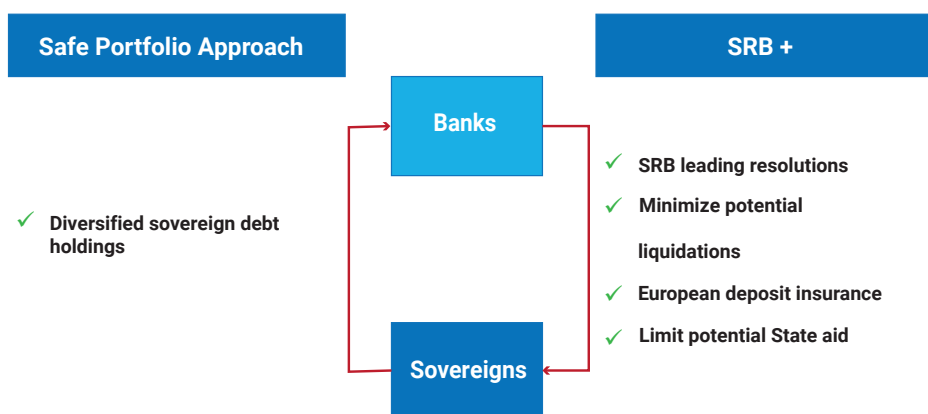 Safe Portfolio Approach
SRB +
Banks
Diversified sovereign debt
holdings
SRB leading resolutions
Minimize potential
liquidations
European deposit insurance
Limit potential State aid
Sovereigns